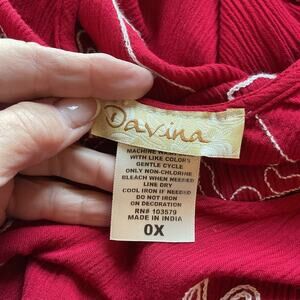 Davina
MACHINE WASH
WITH LIKE COLORS
GENTLE CYCLE
ONLY NON-CHLORINE
BLEACH WHEN NEEDED
LINE DRY
COOL IRON IF NEEDED
DO NOT IRON
ON DECORATION
RN# 103579
MADE IN INDIA
0X